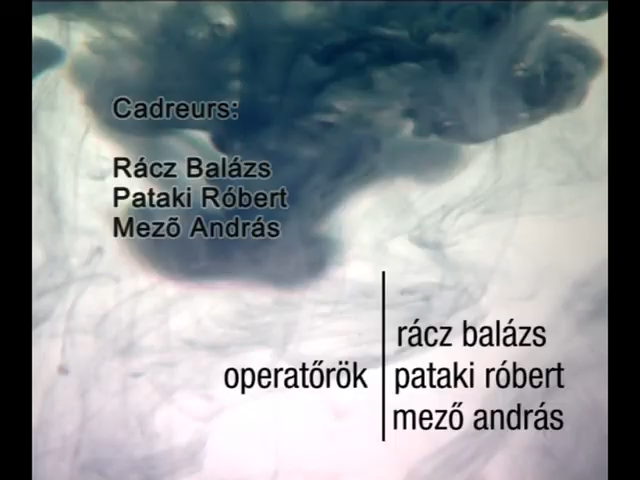 Cadreurs:
Rácz Balázs
Pataki Róbert
Mezõ András
rácz balázs
operatőrök
pataki róbert
mező andrás